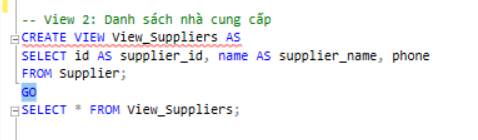 -- View 2: Danh sách nhà cung cấp
CREATE VIEW View_Suppliers AS
SELECT id AS supplier_id, name AS supplier_name, phone
FROM Supplier;
GO
SELECT * FROM View_Suppliers;